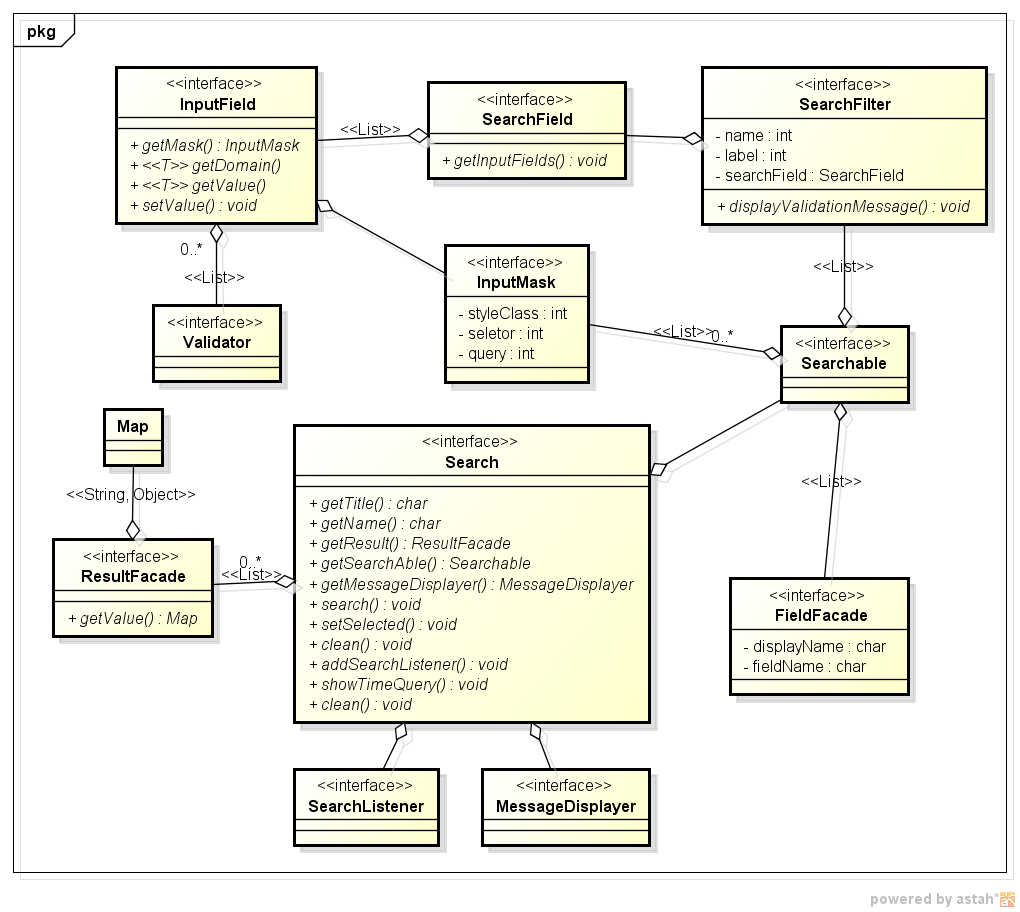 pkg
<<interface>>
InputField
+ getMask() : InputMask
+ <<T>> getDomain()
+ <<T>> getValue()
+ setValue() : void
<<List>>
<<interface>>
SearchField
+ getInputFields() : void
<<interface>>
SearchFilter
- name : int
- label : int
- searchField : SearchField
+ displayValidationMessage() : void
0..*
<<List>>
<<interface>>
Validator
<<interface>>
InputMask
- styleClass : int
- seletor : int
- query : int
<<List>>
0..*
<<List>>
<<interface>>
Searchable
Map
<<String, Object>>
<<interface>>
ResultFacade
+ getValue() : Map
0..*
<<List>>
<<interface>>
Search
+ getTitle() : char
+ getName() : char
+ getResult() : ResultFacade
+ getSearchAble() : Searchable
+ getMessageDisplayer() : MessageDisplayer
+ search() : void
+ setSelected() : void
+ clean() : void
+ addSearchListener() : void
+ showTimeQuery() : void
+ clean() : void
<<List>>
<<interface>>
FieldFacade
- displayName : char
- fieldName : char
<<interface>>
SearchListener
<<interface>>
MessageDisplayer
powered by astah*